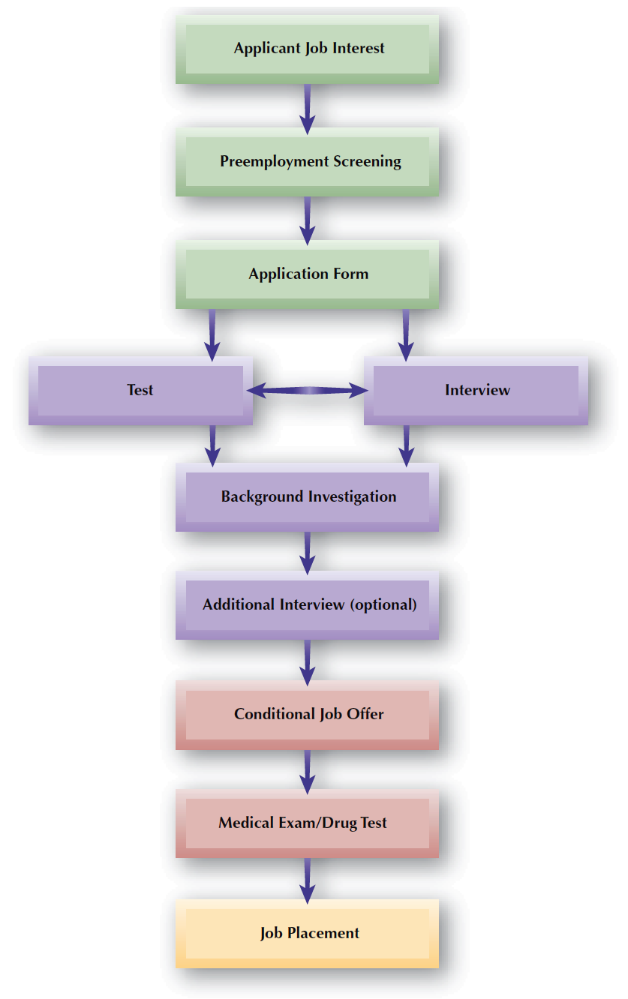 Applicant Job Interest
Preemployment Screening
Application Form
Test
Interview
Background Investigation
Additional Interview (optional)
Conditional Job Offer
Medical Exam/Drug Test
Job Placement